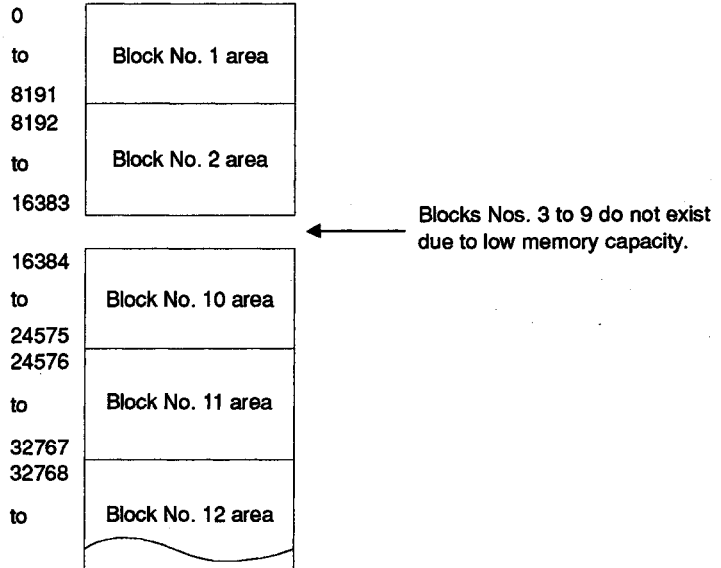 0
to
8191
Block No. 1 area
8192
to
16383
Block No. 2 area
Blocks Nos. 3 to 9 do not exist
due to low memory capacity.
16384
to
24575
Block No. 10 area
24576
to
32767
Block No. 11 area
32768
to
Block No. 12 area